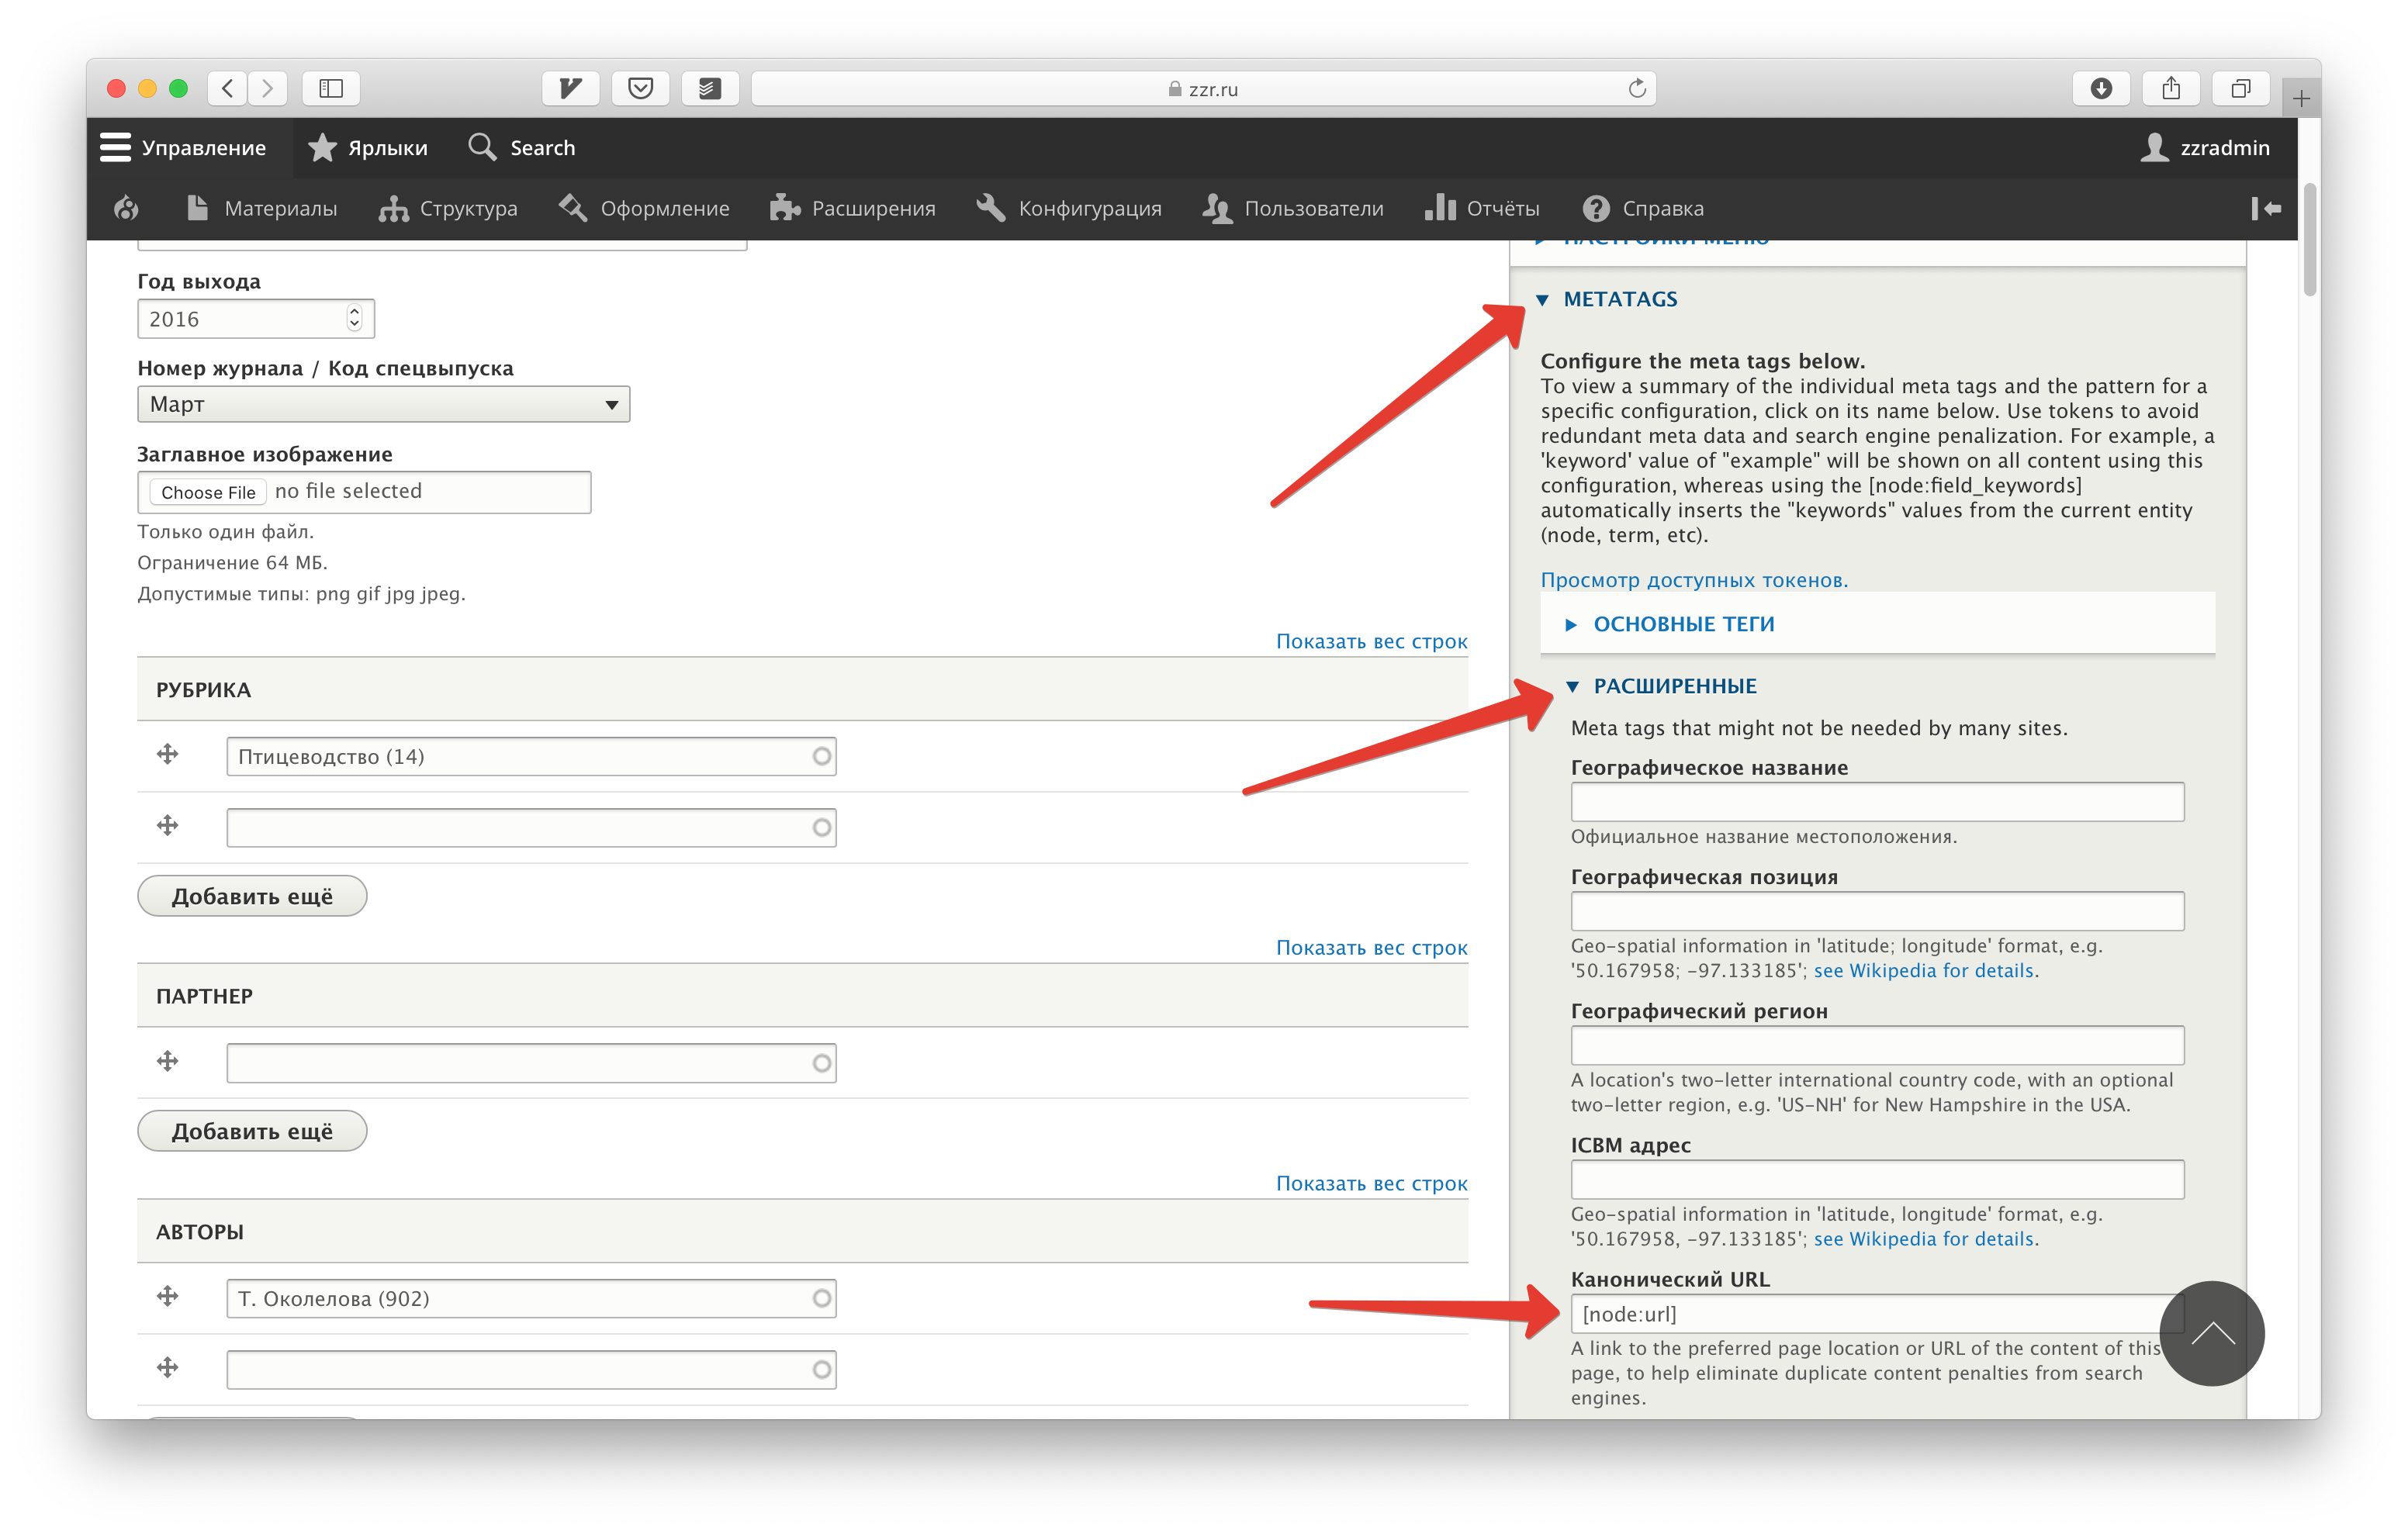 zzr.ru
Управление
Ярлыки
Search
zzradmin
Материалы
Структура
Оформление
Расширения
Конфигурация
Пользователи
Отчёты
Справка
Год выхода
2016
Номер журнала / Код спецвыпуска
Март
Заглавное изображение
Choose File no file selected
Только один файл.
Ограничение 64 МБ.
Допустимые типы: png gif jpg jpeg.
Показать вес строк
РУБРИКА
Птицеводство (14)
Добавить ещё
Показать вес строк
ПАРТНЕР
Добавить ещё
Показать вес строк
АВТОРЫ
Т. Околелова (902)
НАСТРОЙКИ МЕНЮ
METATAGS
Configure the meta tags below.
To view a summary of the individual meta tags and the pattern for a
specific configuration, click on its name below. Use tokens to avoid
redundant meta data and search engine penalization. For example, a
'keyword' value of "example" will be shown on all content using this
configuration, whereas using the [node:field_keywords]
automatically inserts the "keywords" values from the current entity
(node, term, etc).
Просмотр доступных токенов.
ОСНОВНЫЕ ТЕГИ
РАСШИРЕННЫЕ
Meta tags that might not be needed by many sites.
Географическое название
Официальное название местоположения.
Географическая позиция
Geo-spatial information in 'latitude; longitude' format, e.g.
'50.167958; -97.133185'; see Wikipedia for details.
Географический регион
A location's two-letter international country code, with an optional
two-letter region, e.g. 'US-NH' for New Hampshire in the USA.
ICBM адрес
Geo-spatial information in 'latitude, longitude' format, e.g.
'50.167958, -97.133185'; see Wikipedia for details.
Канонический URL
[node:url]
A link to the preferred page location or URL of the content of this
page, to help eliminate duplicate content penalties from search
engines.